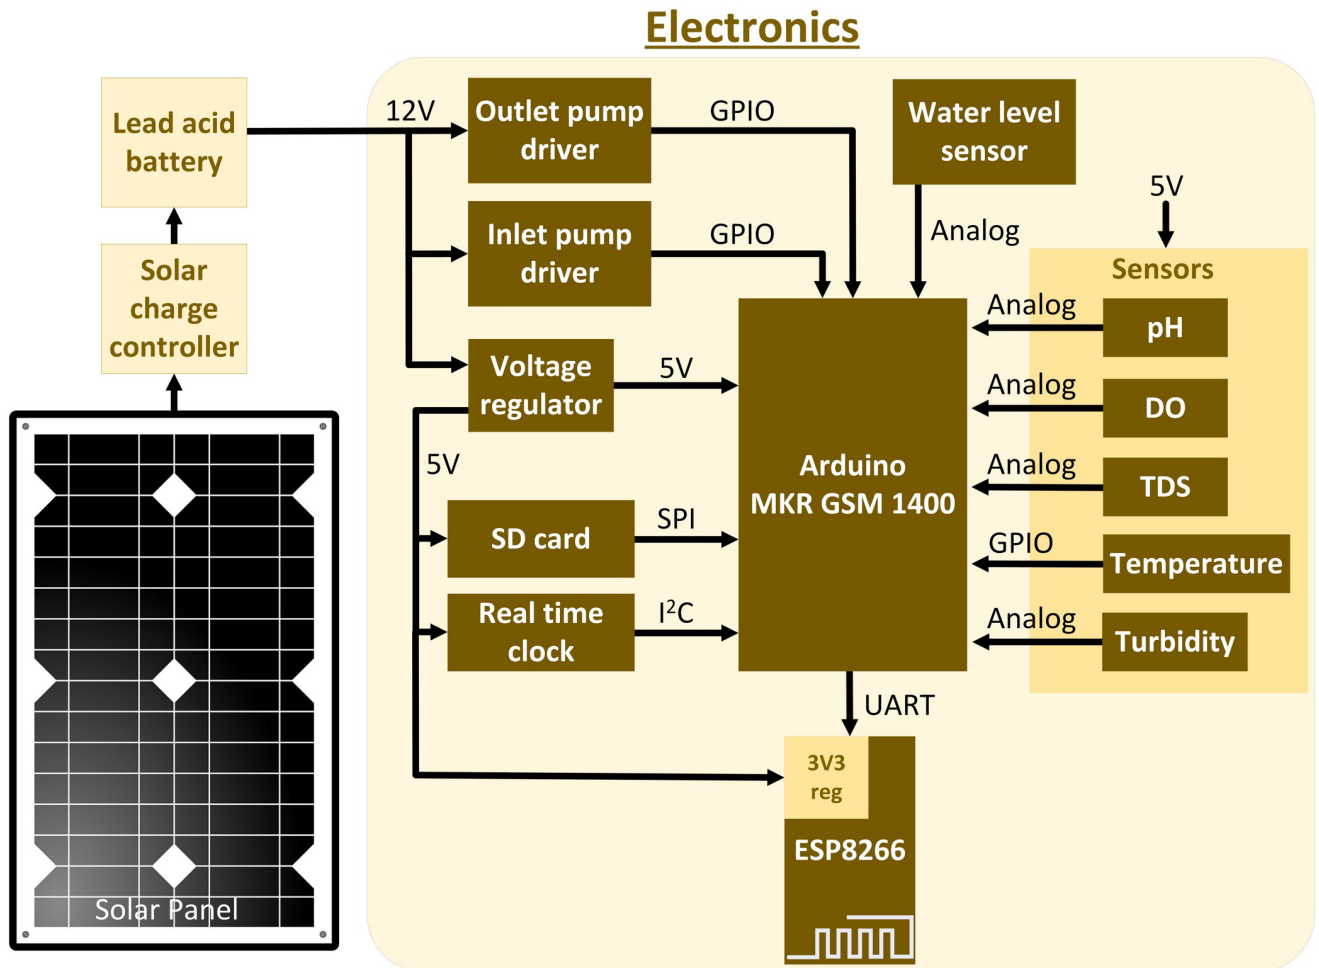 Electronics
Lead acid
battery
12V
Outlet pump
driver
GPIO
Water level
sensor
Analog
5V
Inlet pump
driver
GPIO
Solar
charge
controller
Voltage
regulator
5V
5V
SD card
SPI
Real time
clock
I²C
Arduino
MKR GSM 1400
Sensors
Analog
pH
Analog
DO
Analog
TDS
GPIO
Temperature
Analog
Turbidity
UART
3V3
reg
ESP8266
Solar Panel